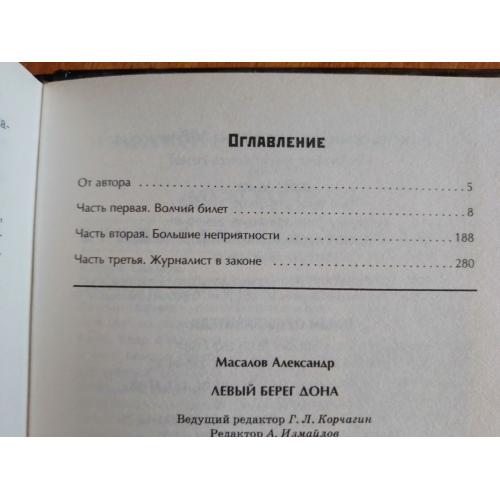 Оглавление
От автора 5
Часть первая. Волчий билет 8
Часть вторая. Большие неприятности 188
Часть третья. Журналист в законе 280
Масалов Александр
ЛЕВЫЙ БЕРЕГ ДОНА
Ведущий редактор Г. Л. Корчагин
Редактор А. Измайлов